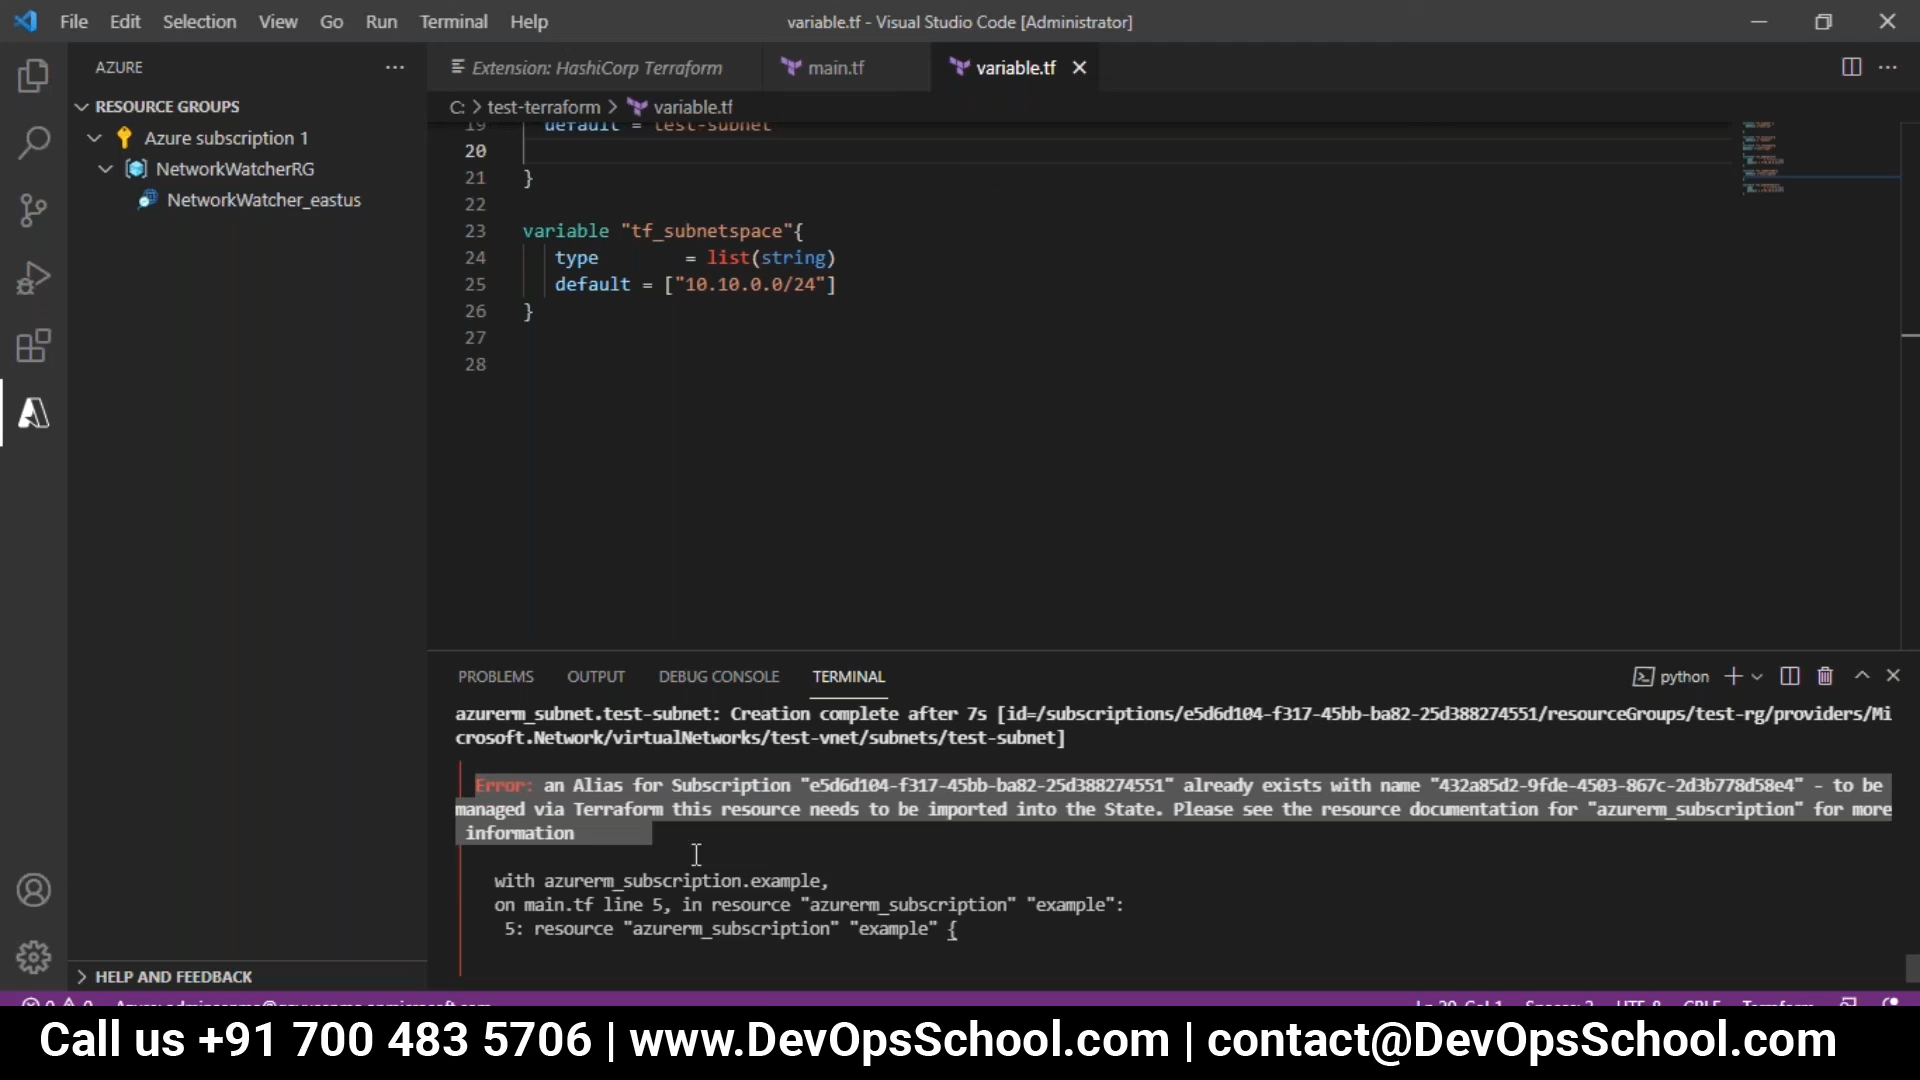 File Edit Selection View Go Run Terminal Help
variable.tf - Visual Studio Code [Administrator]
AZURE
Extension: HashiCorp Terraform
main.tf
variable.tf
RESOURCE GROUPS
C: > test-terraform > variable.tf
Azure subscription 1
NetworkWatcherRG
NetworkWatcher_eastus
19 default = test-subnet
20
21 }
22
23 variable "tf_subnetspace"{
24 type = list(string)
25 default = ["10.10.0.0/24"]
26 }
27
28
PROBLEMS OUTPUT DEBUG CONSOLE TERMINAL
python
azurerm_subnet.test-subnet: Creation complete after 7s [id=/subscriptions/e5d6d104-f317-45bb-ba82-25d388274551/resourceGroups/test-rg/providers/Mi
crosoft.Network/virtualNetworks/test-vnet/subnets/test-subnet]
Error: an Alias for Subscription "e5d6d104-f317-45bb-ba82-25d388274551" already exists with name "432a85d2-9fde-4503-867c-2d3b778d58e4" - to be
managed via Terraform this resource needs to be imported into the State. Please see the resource documentation for "azurerm_subscription" for more
information
with azurerm_subscription.example,
on main.tf line 5, in resource "azurerm_subscription" "example":
5: resource "azurerm_subscription" "example" {
HELP AND FEEDBACK
Call us +91 700 483 5706 | www.DevOpsSchool.com | contact@DevOpsSchool.com